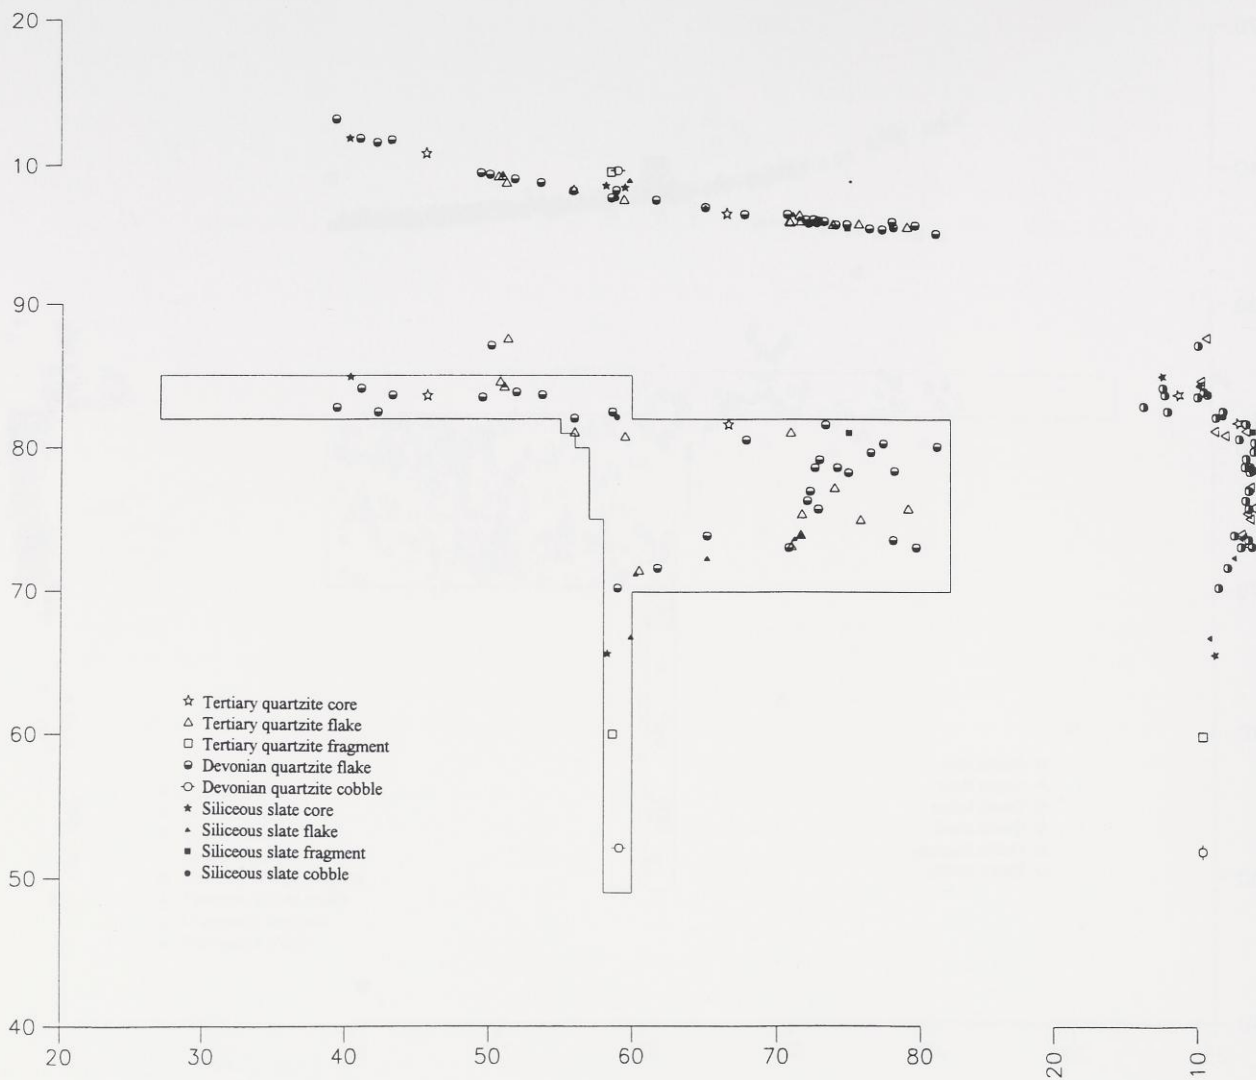 20
10
90
80
70
60
50
40
☆ Tertiary quartzite core
△ Tertiary quartzite flake
□ Tertiary quartzite fragment
◒ Devonian quartzite flake
-○- Devonian quartzite cobble
★ Siliceous slate core
▲ Siliceous slate flake
■ Siliceous slate fragment
● Siliceous slate cobble
20 30 40 50 60 70 80 20 10